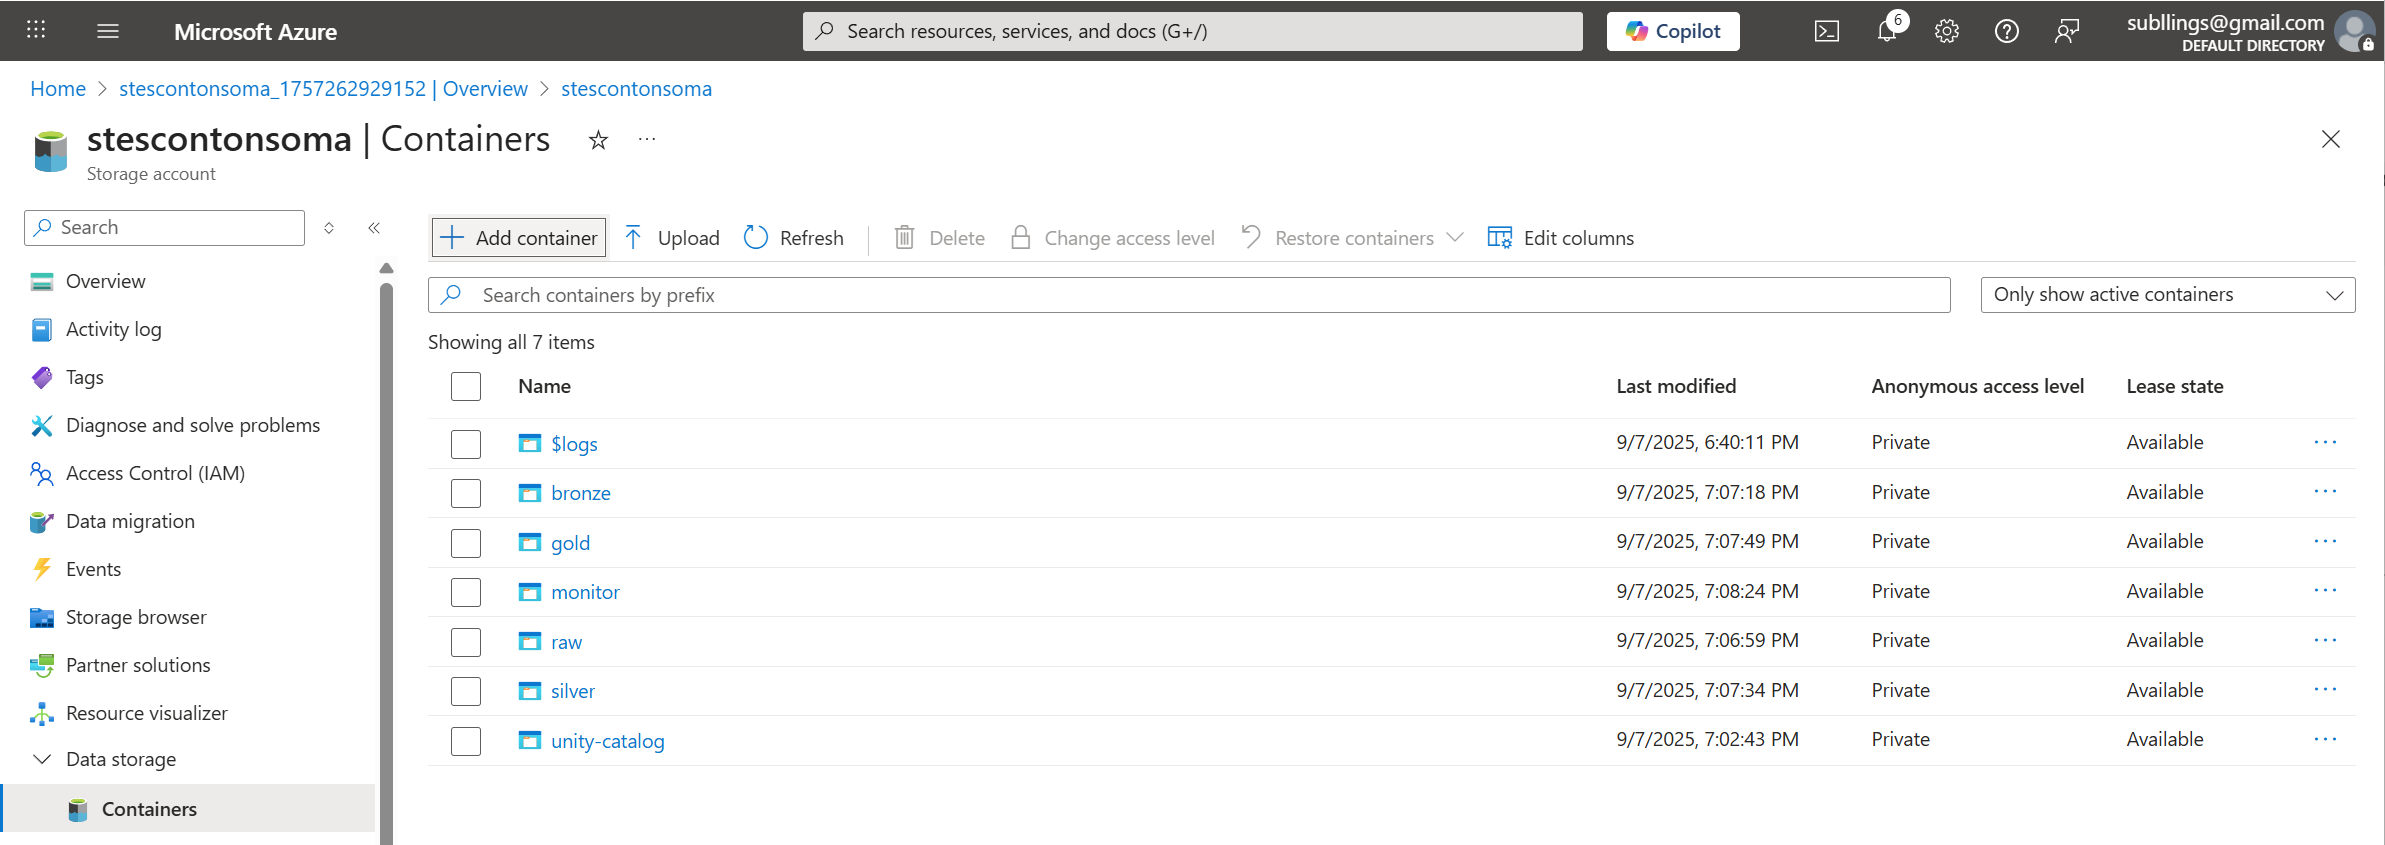 Microsoft Azure
Search resources, services, and docs (G+/)
Copilot
6
subllings@gmail.com
DEFAULT DIRECTORY
Home > stescontonsoma_1757262929152 | Overview > stescontonsoma
stescontonsoma | Containers
Storage account
Search
Add container
Upload
Refresh
Delete
Change access level
Restore containers
Edit columns
Search containers by prefix
Only show active containers
Showing all 7 items
Name Last modified Anonymous access level Lease state
$logs 9/7/2025, 6:40:11 PM Private Available
bronze 9/7/2025, 7:07:18 PM Private Available
gold 9/7/2025, 7:07:49 PM Private Available
monitor 9/7/2025, 7:08:24 PM Private Available
raw 9/7/2025, 7:06:59 PM Private Available
silver 9/7/2025, 7:07:34 PM Private Available
unity-catalog 9/7/2025, 7:02:43 PM Private Available
Overview
Activity log
Tags
Diagnose and solve problems
Access Control (IAM)
Data migration
Events
Storage browser
Partner solutions
Resource visualizer
Data storage
Containers